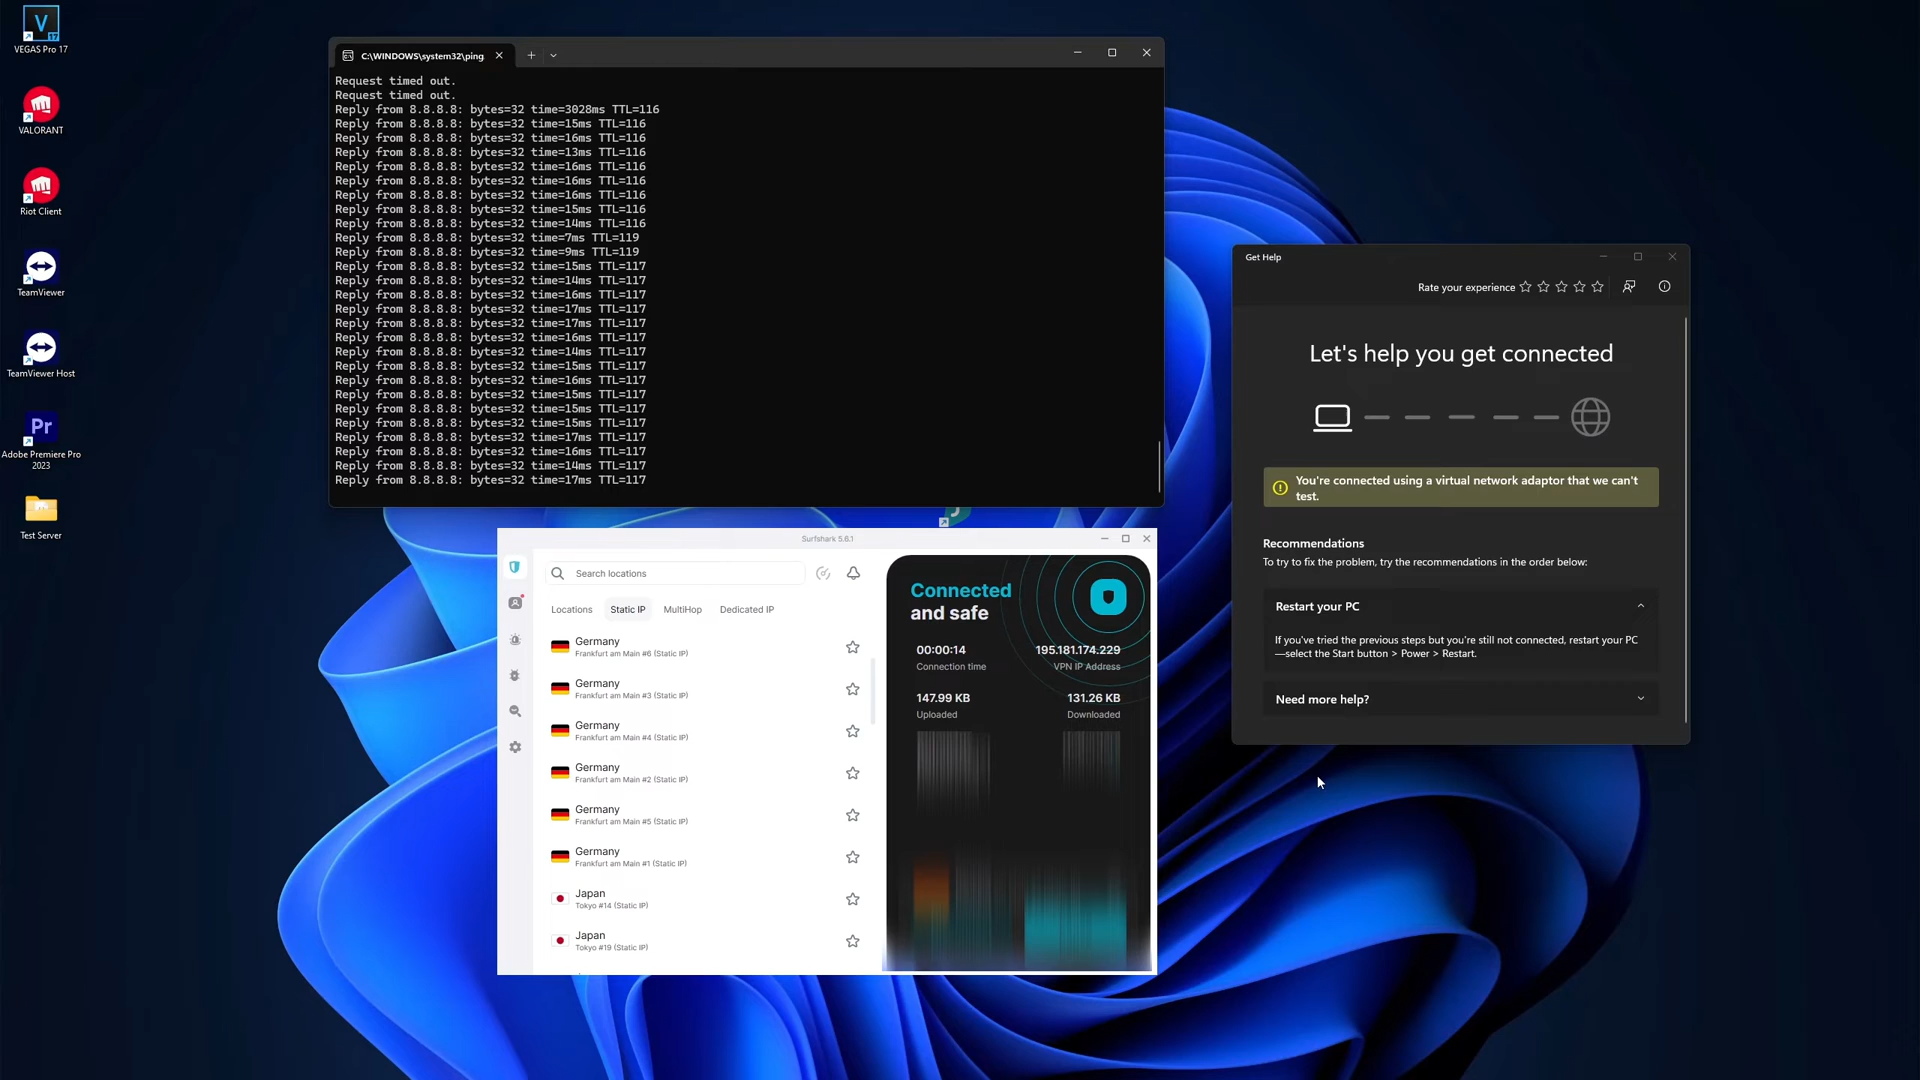 VEGAS Pro 17
VALORANT
Riot Client
TeamViewer
TeamViewer Host
Adobe Premiere Pro
2023
Test Server
C:\WINDOWS\system32\ping.
Request timed out.
Request timed out.
Reply from 8.8.8.8: bytes=32 time=3028ms TTL=116
Reply from 8.8.8.8: bytes=32 time=15ms TTL=116
Reply from 8.8.8.8: bytes=32 time=16ms TTL=116
Reply from 8.8.8.8: bytes=32 time=13ms TTL=116
Reply from 8.8.8.8: bytes=32 time=16ms TTL=116
Reply from 8.8.8.8: bytes=32 time=16ms TTL=116
Reply from 8.8.8.8: bytes=32 time=16ms TTL=116
Reply from 8.8.8.8: bytes=32 time=15ms TTL=116
Reply from 8.8.8.8: bytes=32 time=14ms TTL=116
Reply from 8.8.8.8: bytes=32 time=7ms TTL=119
Reply from 8.8.8.8: bytes=32 time=9ms TTL=119
Reply from 8.8.8.8: bytes=32 time=15ms TTL=117
Reply from 8.8.8.8: bytes=32 time=14ms TTL=117
Reply from 8.8.8.8: bytes=32 time=16ms TTL=117
Reply from 8.8.8.8: bytes=32 time=17ms TTL=117
Reply from 8.8.8.8: bytes=32 time=17ms TTL=117
Reply from 8.8.8.8: bytes=32 time=16ms TTL=117
Reply from 8.8.8.8: bytes=32 time=14ms TTL=117
Reply from 8.8.8.8: bytes=32 time=15ms TTL=117
Reply from 8.8.8.8: bytes=32 time=16ms TTL=117
Reply from 8.8.8.8: bytes=32 time=15ms TTL=117
Reply from 8.8.8.8: bytes=32 time=15ms TTL=117
Reply from 8.8.8.8: bytes=32 time=15ms TTL=117
Reply from 8.8.8.8: bytes=32 time=17ms TTL=117
Reply from 8.8.8.8: bytes=32 time=16ms TTL=117
Reply from 8.8.8.8: bytes=32 time=14ms TTL=117
Reply from 8.8.8.8: bytes=32 time=17ms TTL=117
Surfshark 5.6.1
Search locations
Locations Static IP MultiHop Dedicated IP
Germany
Frankfurt am Main #6 (Static IP)
Germany
Frankfurt am Main #3 (Static IP)
Germany
Frankfurt am Main #4 (Static IP)
Germany
Frankfurt am Main #2 (Static IP)
Germany
Frankfurt am Main #5 (Static IP)
Germany
Frankfurt am Main #1 (Static IP)
Japan
Tokyo #14 (Static IP)
Japan
Tokyo #19 (Static IP)
Connected
and safe
00:00:14 195.181.174.229
Connection time VPN IP Address
147.99 KB 131.26 KB
Uploaded Downloaded
Get Help
Rate your experience
Let's help you get connected
You're connected using a virtual network adaptor that we can't
test.
Recommendations
To try to fix the problem, try the recommendations in the order below:
Restart your PC
If you've tried the previous steps but you're still not connected, restart your PC
—select the Start button > Power > Restart.
Need more help?